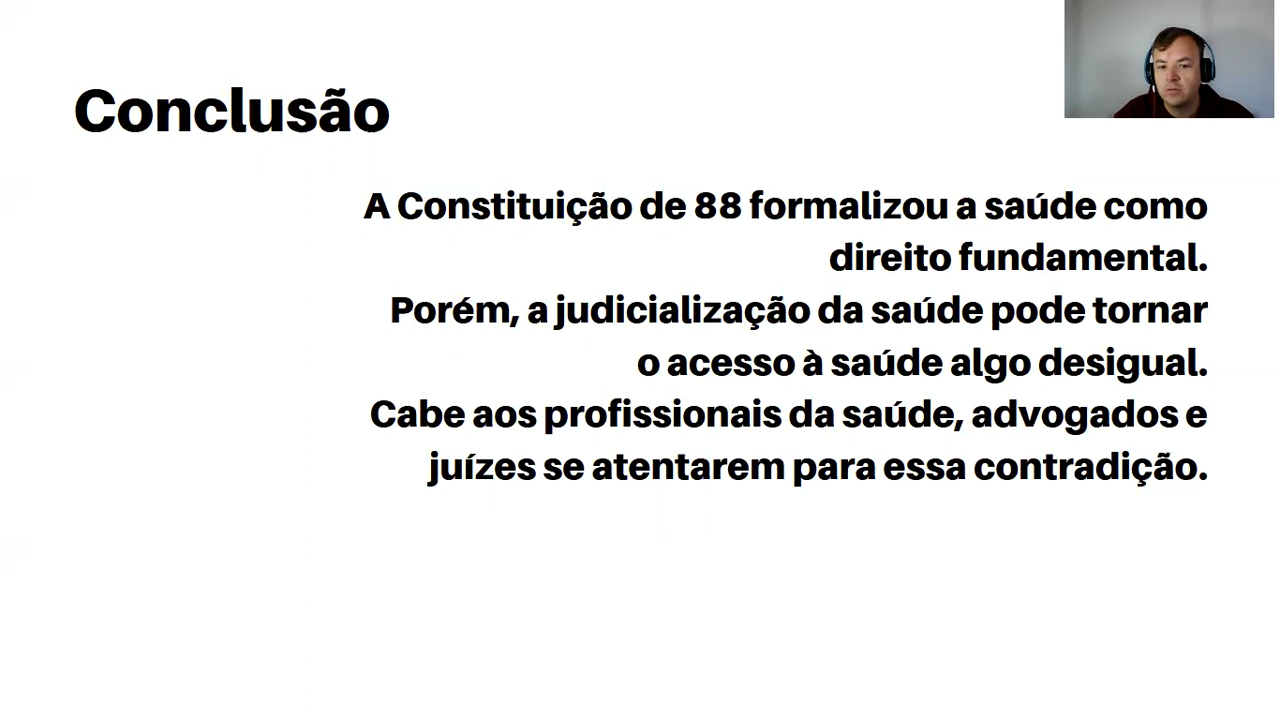 Conclusão
A Constituição de 88 formalizou a saúde como
direito fundamental.
Porém, a judicialização da saúde pode tornar
o acesso à saúde algo desigual.
Cabe aos profissionais da saúde, advogados e
juízes se atentarem para essa contradição.